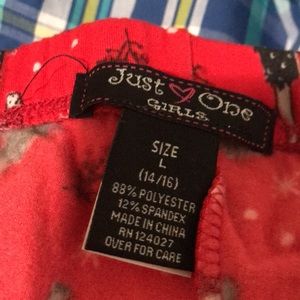 Just One
GIRLS
SIZE
L
(14/16)
88% POLYESTER
12% SPANDEX
MADE IN CHINA
RN 124027
OVER FOR CARE